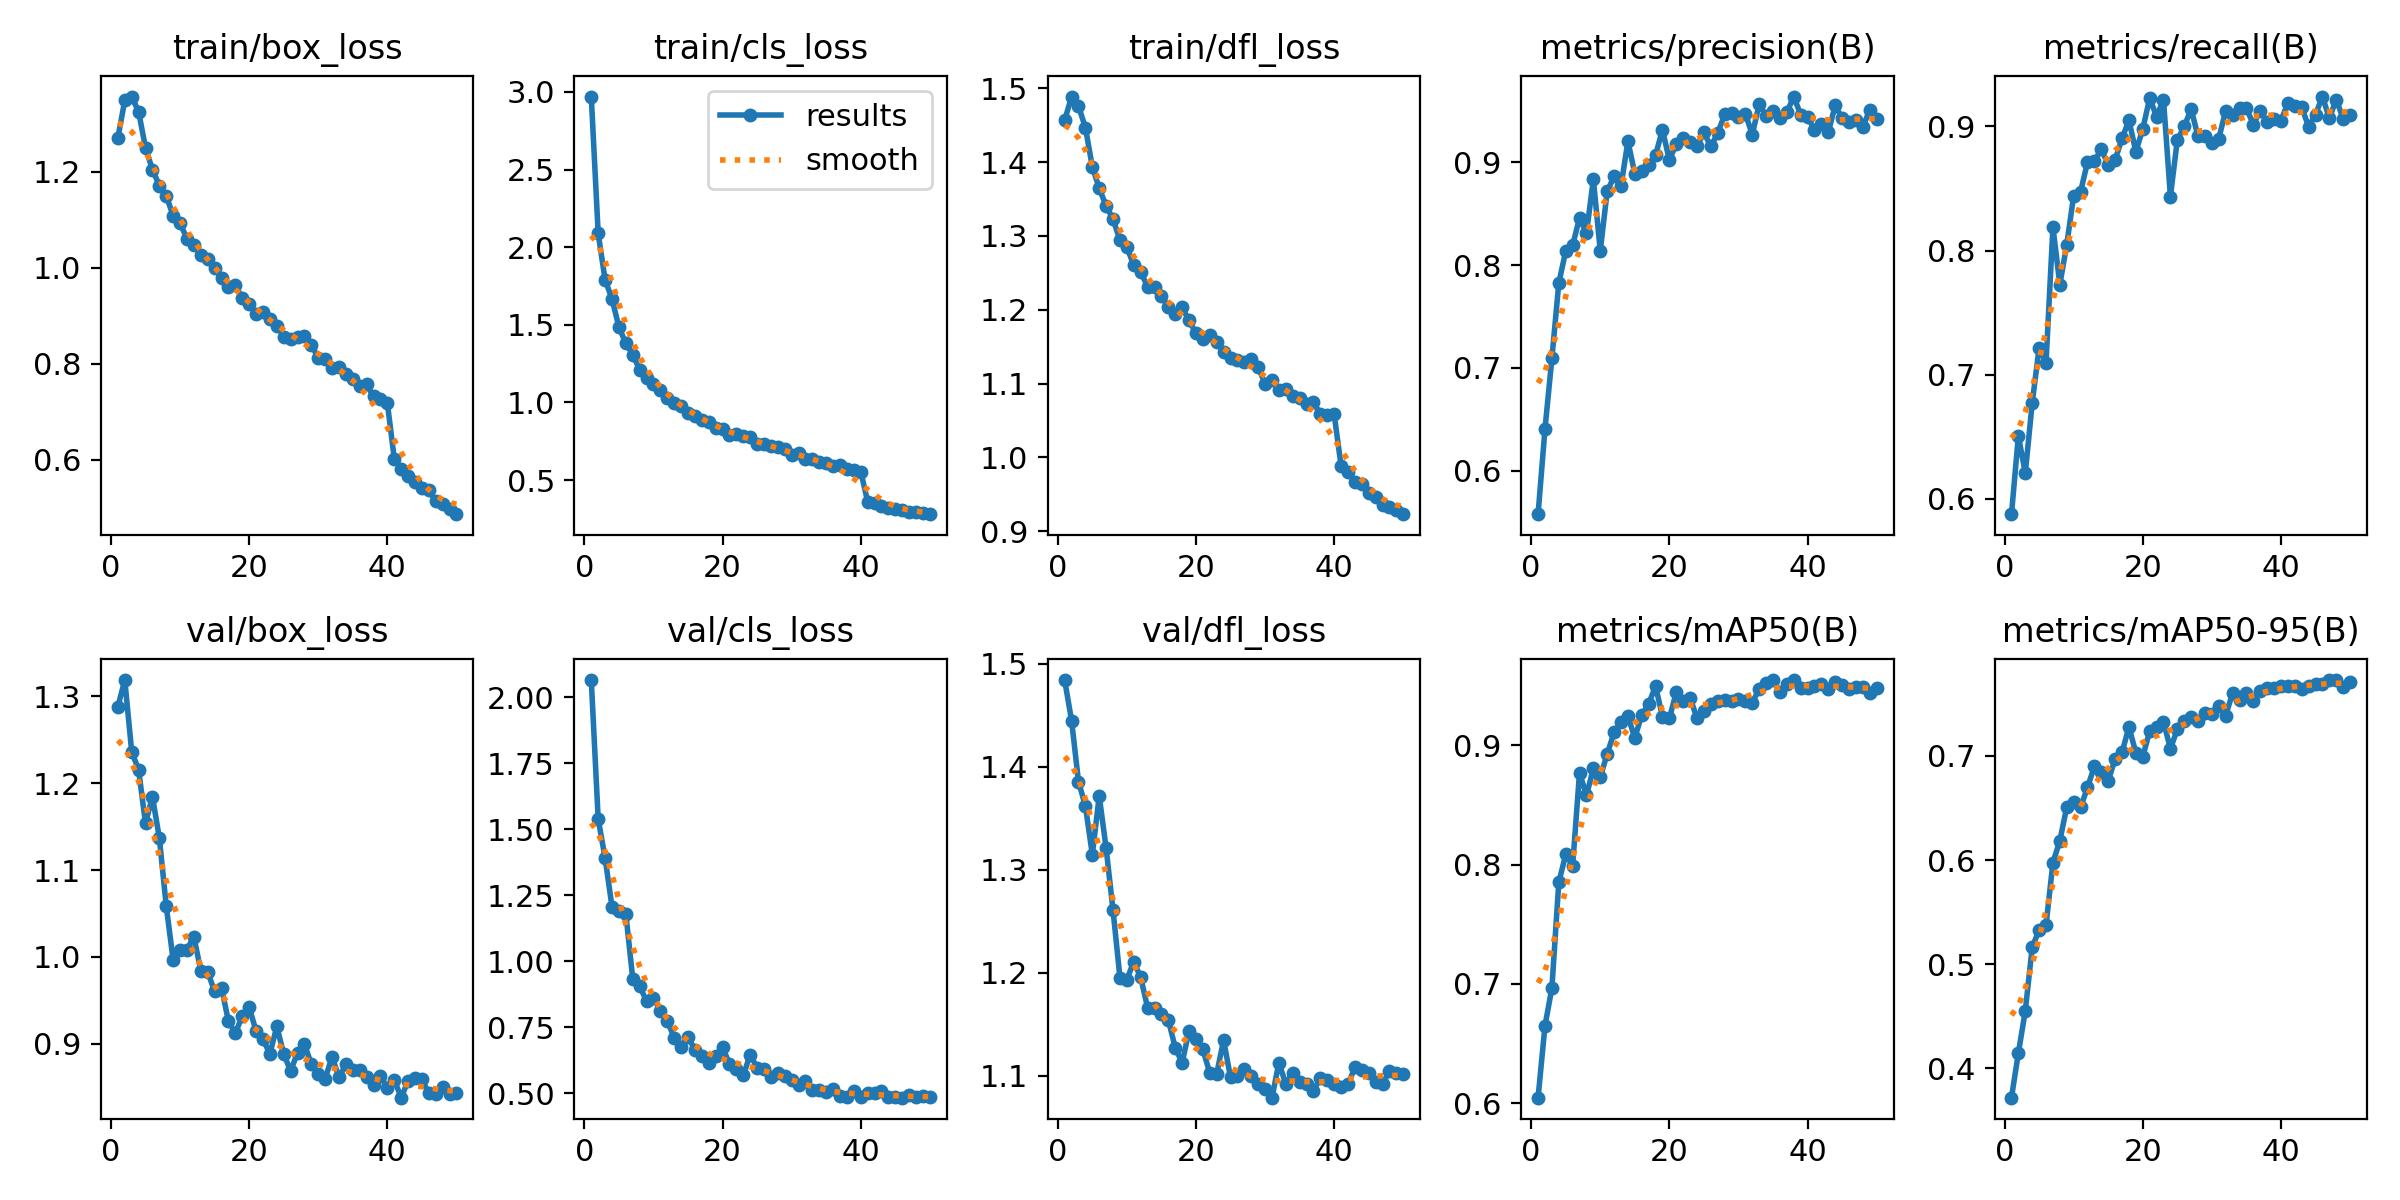 train/box_loss
1.2
1.0
0.8
0.6
0 20 40
train/cls_loss
3.0
2.5
2.0
1.5
1.0
0.5
0 20 40
results
smooth
train/dfl_loss
1.5
1.4
1.3
1.2
1.1
1.0
0.9
0 20 40
metrics/precision(B)
0.9
0.8
0.7
0.6
0 20 40
metrics/recall(B)
0.9
0.8
0.7
0.6
0 20 40
val/box_loss
1.3
1.2
1.1
1.0
0.9
0 20 40
val/cls_loss
2.00
1.75
1.50
1.25
1.00
0.75
0.50
0 20 40
val/dfl_loss
1.5
1.4
1.3
1.2
1.1
0 20 40
metrics/mAP50(B)
0.9
0.8
0.7
0.6
0 20 40
metrics/mAP50-95(B)
0.7
0.6
0.5
0.4
0 20 40